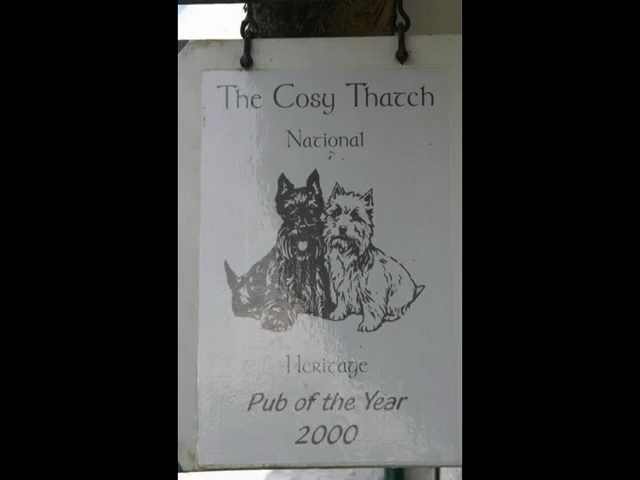 The Cosy Thatch
National
Heritage
Pub of the Year
2000